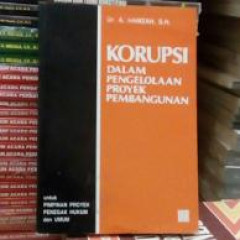 Dr. A. HAMZAH, S.H.
KORUPSI
DALAM
PENGELOLAAN
PROYEK
PEMBANGUNAN
untuk
PIMPINAN PROYEK
PENEGAK HUKUM
dan UMUM